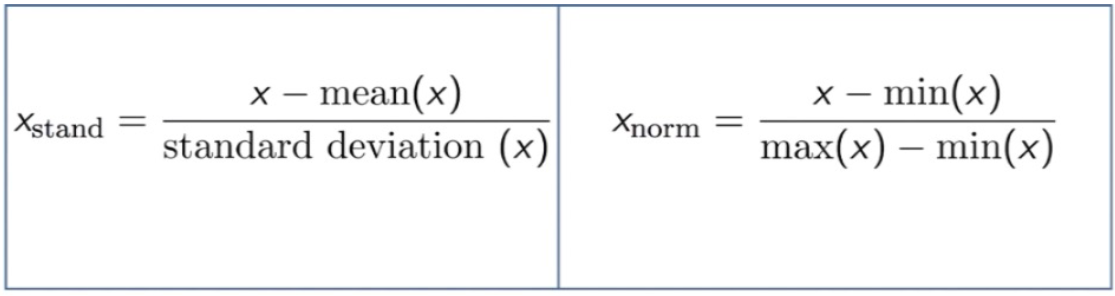 x_stand = (x − mean(x)) / (standard deviation (x))
x_norm = (x − min(x)) / (max(x) − min(x))